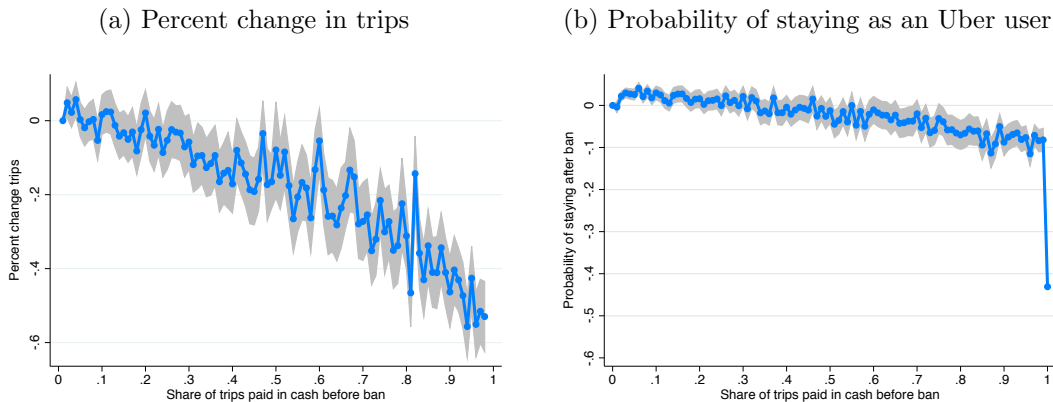 (a) Percent change in trips
Percent change trips
0
-.2
-.4
-.6
0 .1 .2 .3 .4 .5 .6 .7 .8 .9 1
Share of trips paid in cash before ban
(b) Probability of staying as an Uber user
Probability of staying after ban
0
-.1
-.2
-.3
-.4
-.5
-.6
0 .1 .2 .3 .4 .5 .6 .7 .8 .9 1
Share of trips paid in cash before ban